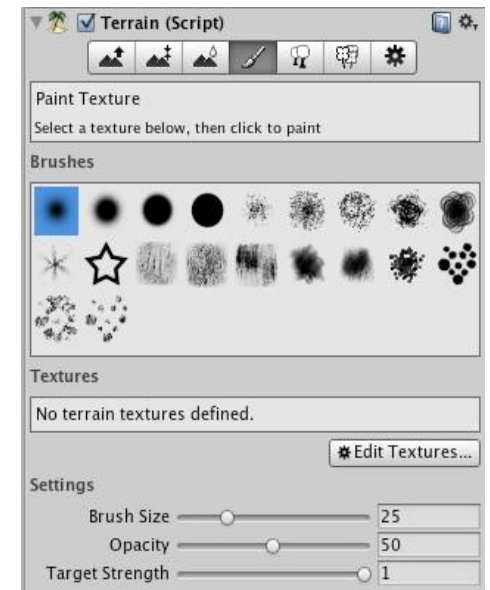 Terrain (Script)
Paint Texture
Select a texture below, then click to paint
Brushes
Textures
No terrain textures defined.
Edit Textures...
Settings
Brush Size 25
Opacity 50
Target Strength 1